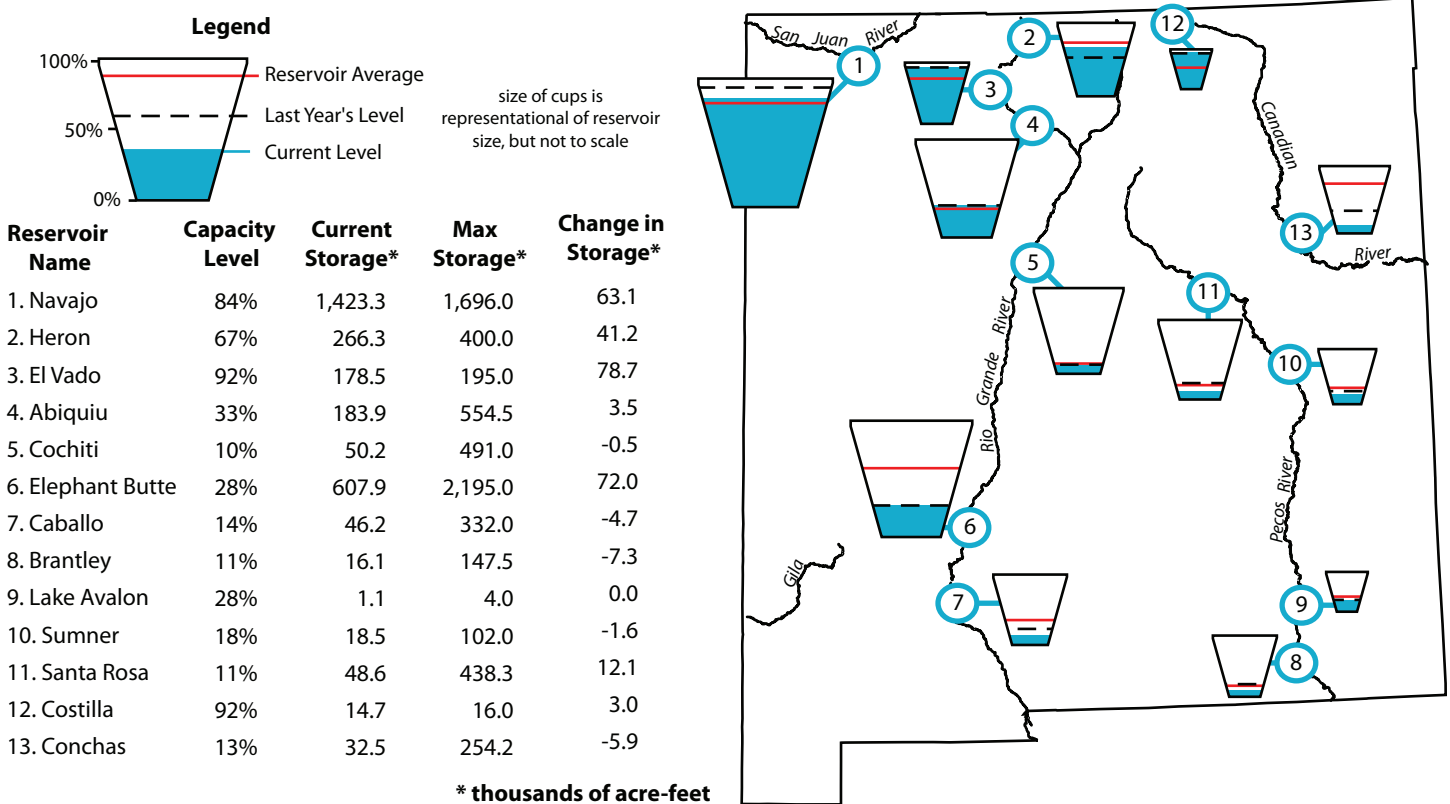 Legend
100%
50%
0%
Reservoir Average
Last Year's Level
Current Level
size of cups is
representational of reservoir
size, but not to scale
Reservoir Name Capacity Level Current Storage* Max Storage* Change in Storage*
1. Navajo 84% 1,423.3 1,696.0 63.1
2. Heron 67% 266.3 400.0 41.2
3. El Vado 92% 178.5 195.0 78.7
4. Abiquiu 33% 183.9 554.5 3.5
5. Cochiti 10% 50.2 491.0 -0.5
6. Elephant Butte 28% 607.9 2,195.0 72.0
7. Caballo 14% 46.2 332.0 -4.7
8. Brantley 11% 16.1 147.5 -7.3
9. Lake Avalon 28% 1.1 4.0 0.0
10. Sumner 18% 18.5 102.0 -1.6
11. Santa Rosa 11% 48.6 438.3 12.1
12. Costilla 92% 14.7 16.0 3.0
13. Conchas 13% 32.5 254.2 -5.9
* thousands of acre-feet
San Juan River
1
2
3
4
12
Canadian
River
13
5
11
10
Rio Grande River
Pecos River
6
Gila
7
9
8